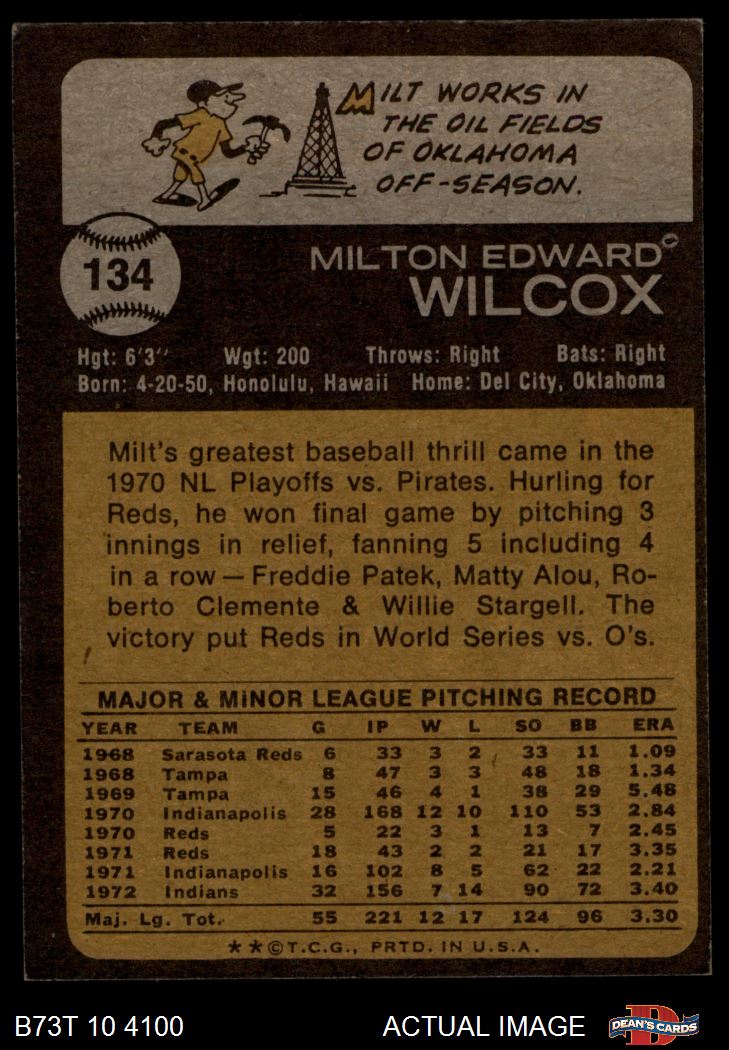 MILT WORKS IN
THE OIL FIELDS
OF OKLAHOMA
OFF-SEASON.
134
MILTON EDWARD
WILCOX
Hgt: 6'3" Wgt: 200 Throws: Right Bats: Right
Born: 4-20-50, Honolulu, Hawaii Home: Del City, Oklahoma
Milt's greatest baseball thrill came in the
1970 NL Playoffs vs. Pirates. Hurling for
Reds, he won final game by pitching 3
innings in relief, fanning 5 including 4
in a row — Freddie Patek, Matty Alou, Ro-
berto Clemente & Willie Stargell. The
victory put Reds in World Series vs. O's.
MAJOR & MINOR LEAGUE PITCHING RECORD
YEAR TEAM G IP W L SO BB ERA
1968 Sarasota Reds 6 33 3 2 33 11 1.09
1968 Tampa 8 47 3 3 48 18 1.34
1969 Tampa 15 46 4 1 38 29 5.48
1970 Indianapolis 28 168 12 10 110 53 2.84
1970 Reds 5 22 3 1 13 7 2.45
1971 Reds 18 43 2 2 21 17 3.35
1971 Indianapolis 16 102 8 5 62 22 2.21
1972 Indians 32 156 7 14 90 72 3.40
Maj. Lg. Tot. 55 221 12 17 124 96 3.30
**©T.C.G., PRTD. IN U.S.A.
B73T 10 4100 ACTUAL IMAGE D DEAN'S CARDS